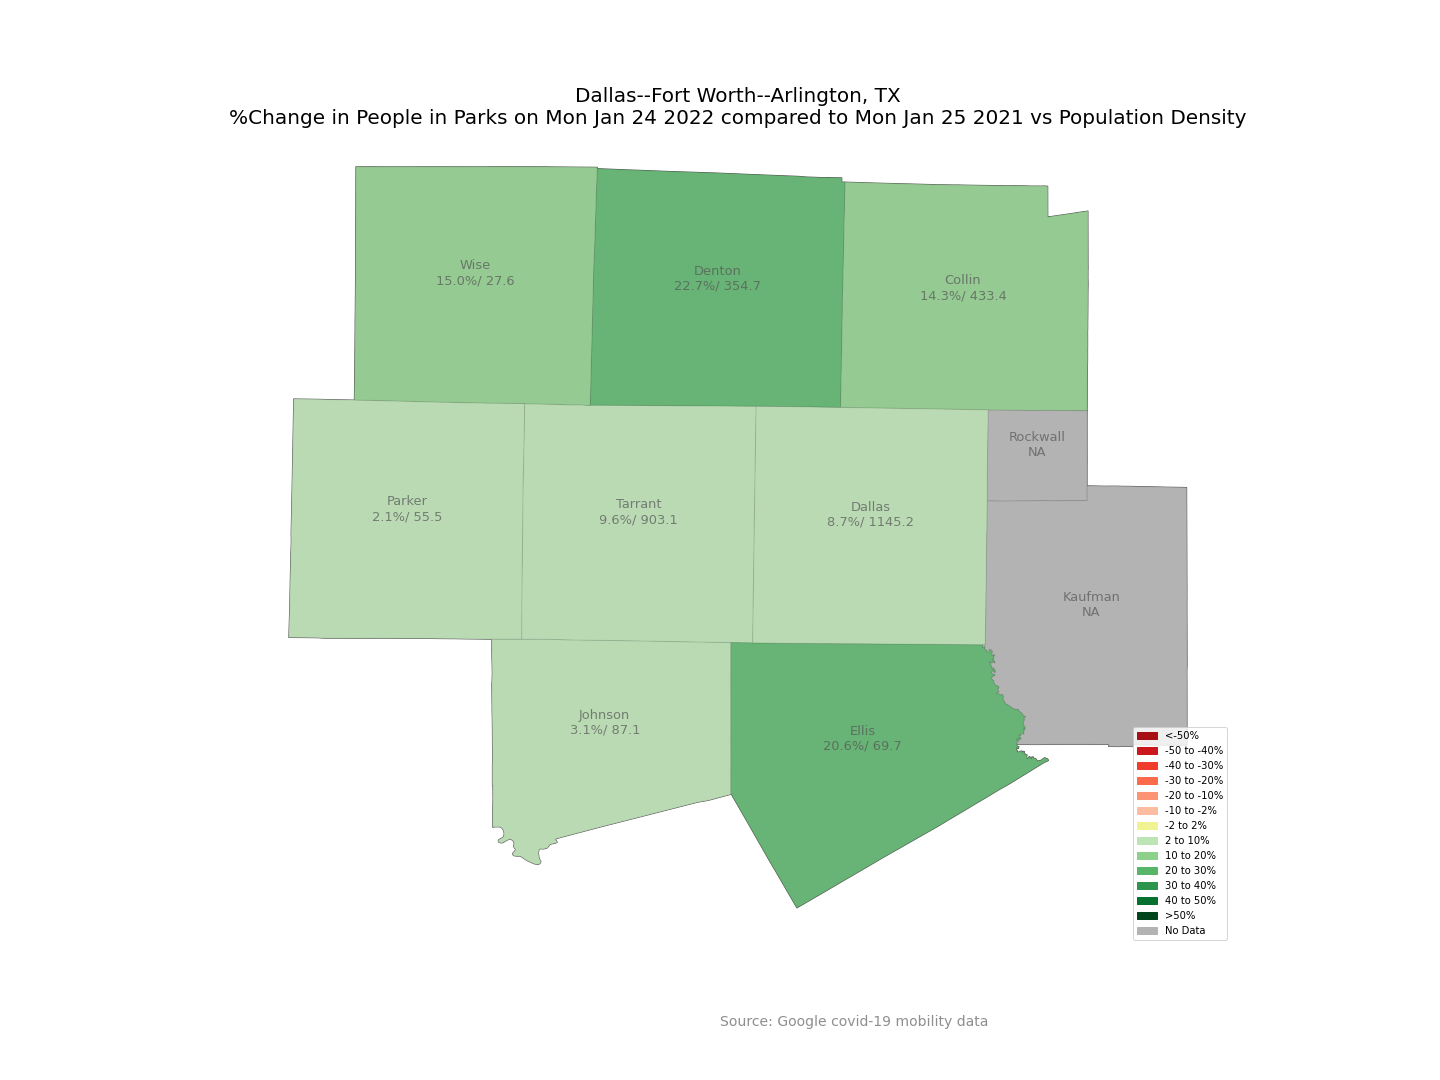 Dallas--Fort Worth--Arlington, TX
%Change in People in Parks on Mon Jan 24 2022 compared to Mon Jan 25 2021 vs Population Density
Wise
15.0%/ 27.6
Denton
22.7%/ 354.7
Collin
14.3%/ 433.4
Rockwall
NA
Parker
2.1%/ 55.5
Tarrant
9.6%/ 903.1
Dallas
8.7%/ 1145.2
Kaufman
NA
Johnson
3.1%/ 87.1
Ellis
20.6%/ 69.7
<-50%
-50 to -40%
-40 to -30%
-30 to -20%
-20 to -10%
-10 to -2%
-2 to 2%
2 to 10%
10 to 20%
20 to 30%
30 to 40%
40 to 50%
>50%
No Data
Source: Google covid-19 mobility data